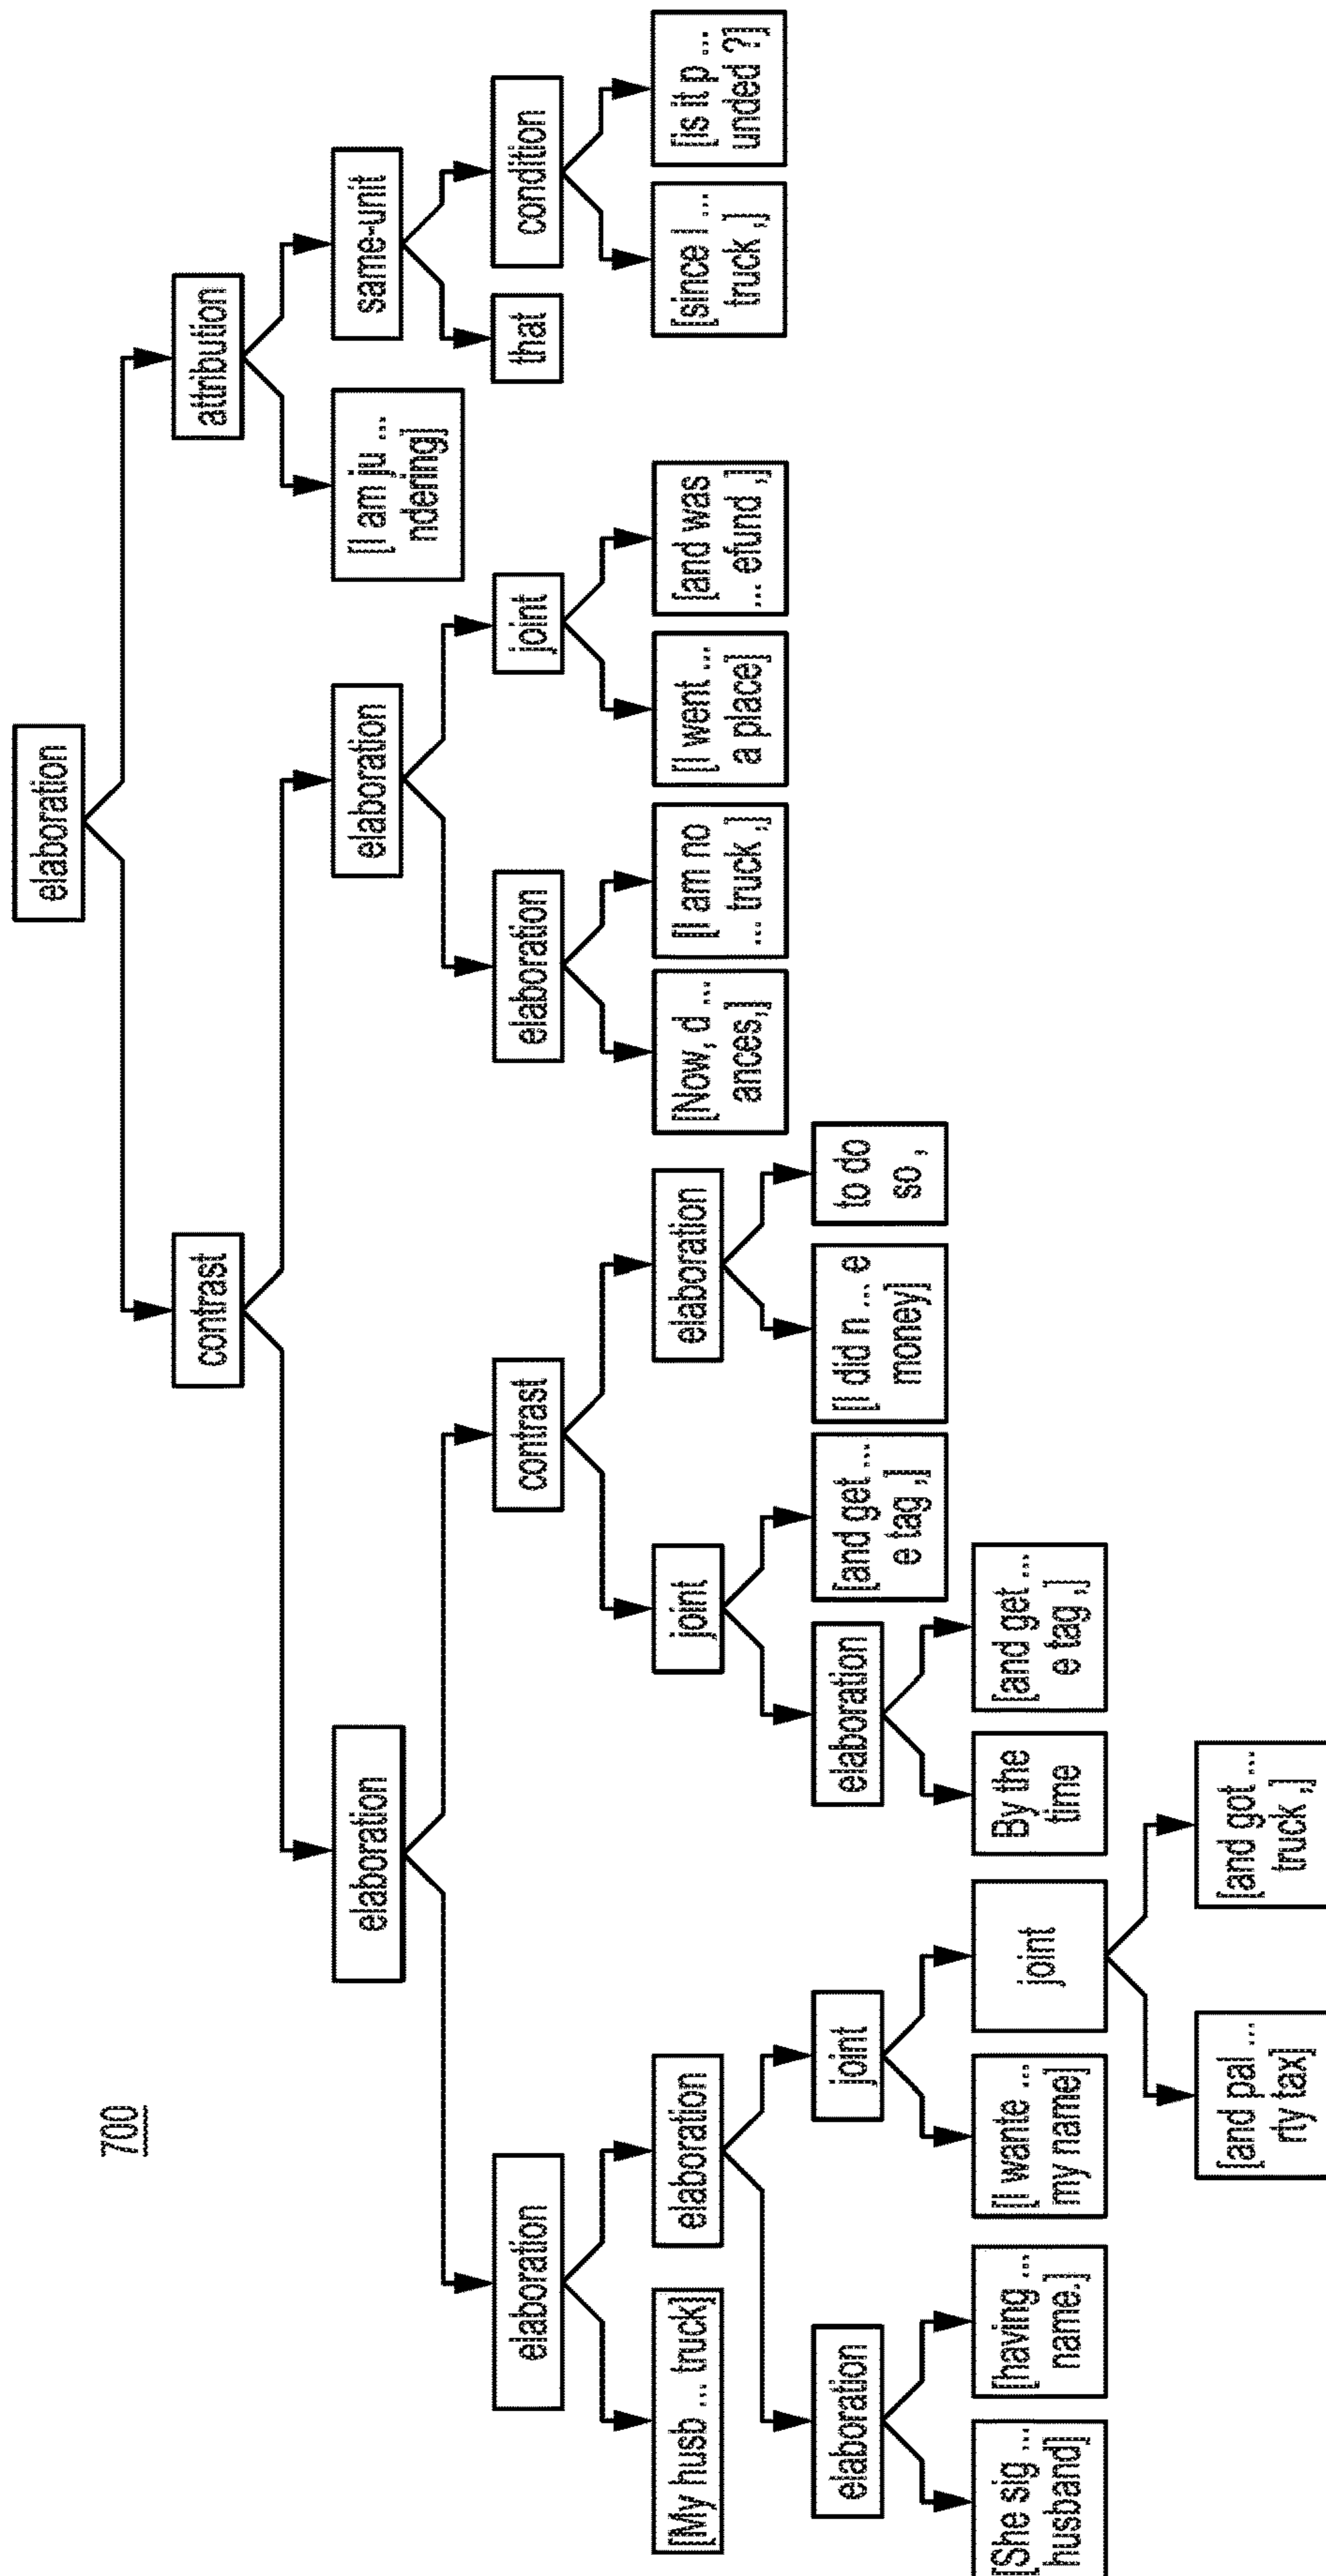 700
elaboration
contrast
attribution
elaboration
elaboration
[I am ju ...
ndering]
same-unit
elaboration
contrast
elaboration
joint
that
condition
[My husb ... truck]
elaboration
joint
elaboration
[Now, d ...
ances,]
[I am no
... truck ,]
[I went ...
a place]
[and was
... efund ,]
[since I ...
truck ,]
[is it p ...
unded ?]
elaboration
joint
elaboration
[and get ...
e tag ,]
[I did n ... e
money]
to do
so ,
[She sig ...
husband]
[having ...
name.]
[I wante ...
my name]
joint
By the
time
[and get ...
e tag ,]
[and pal ...
rty tax]
[and got ...
truck ,]